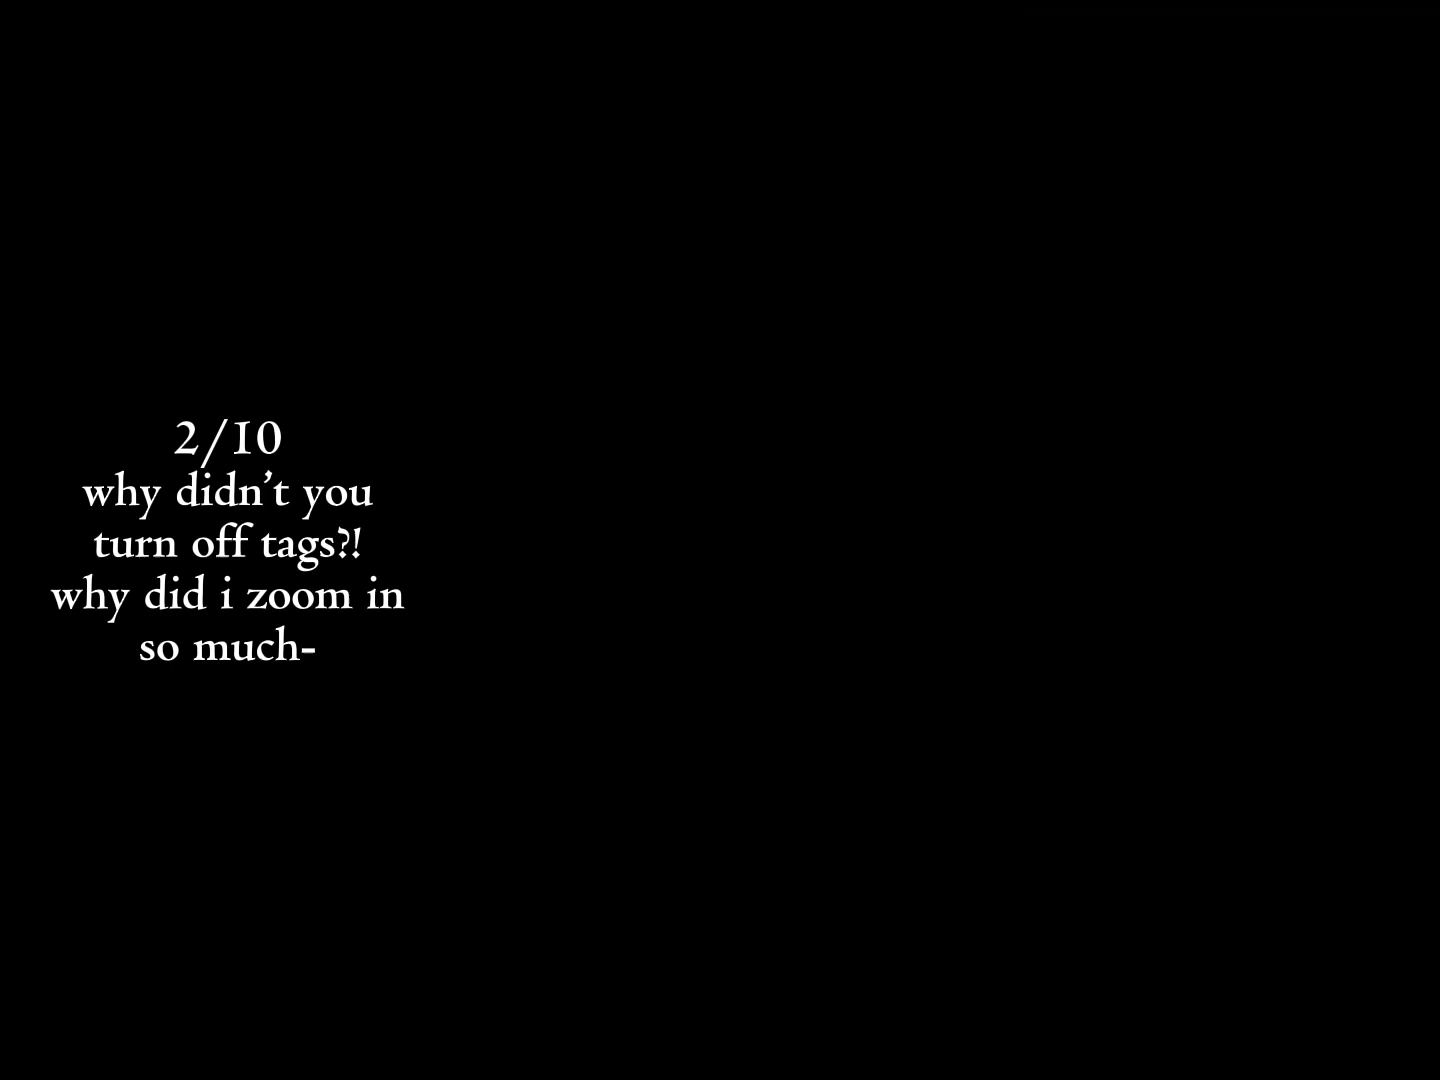 2/10
why didn't you
turn off tags?!
why did i zoom in
so much-